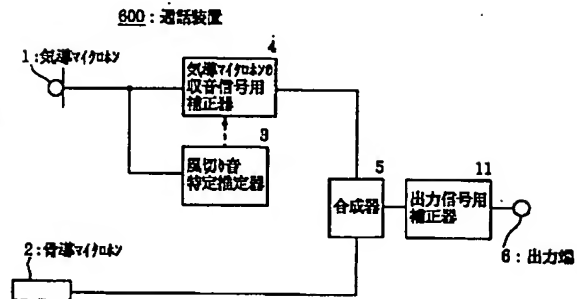 600：通話装置
1：気導マイクロホン
4
気導マイクロホンの
収音信号用
補正器
3
風切り音
特定推定器
5
合成器
11
出力信号用
補正器
6：出力端
2：骨導マイクロホン